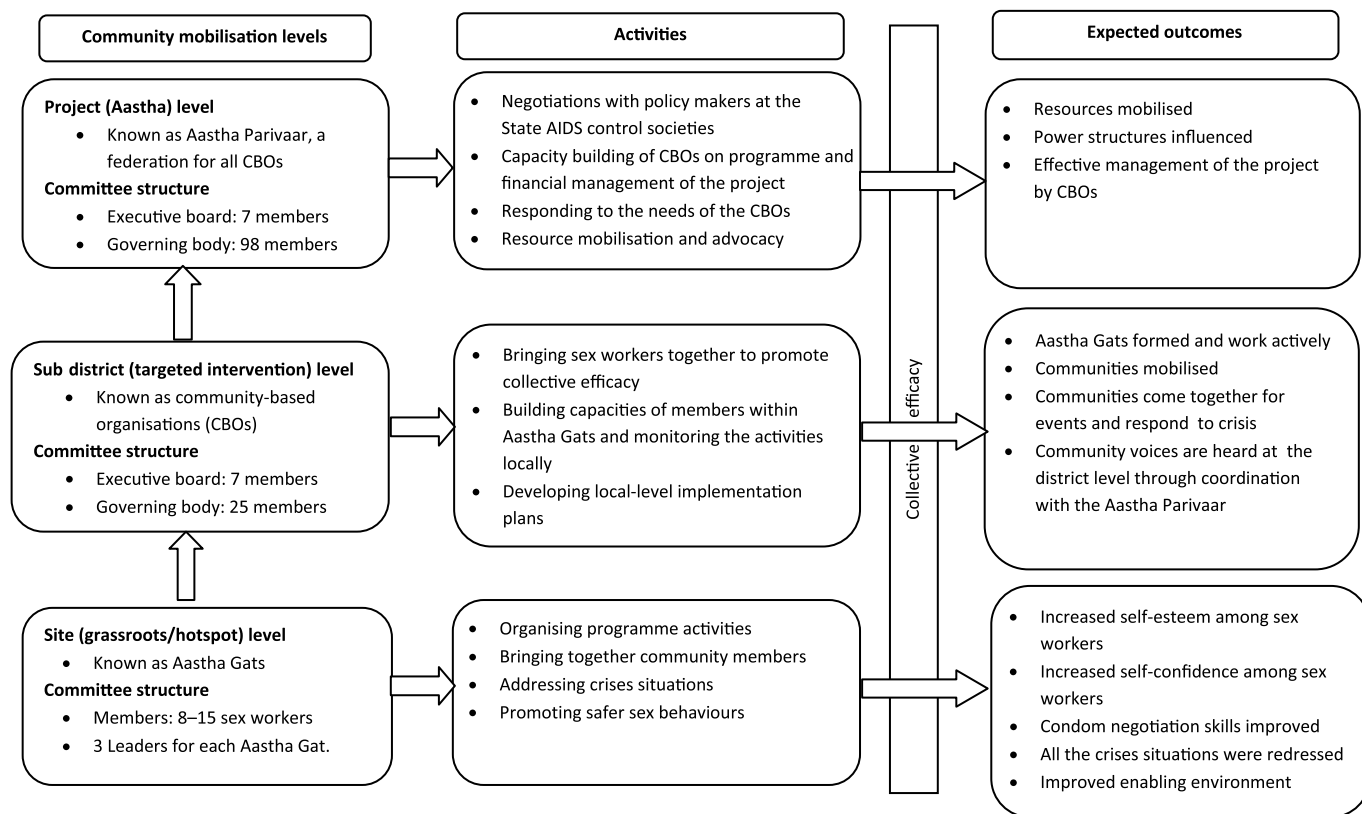 Community mobilisation levels
Activities
Expected outcomes
Project (Aastha) level
• Known as Aastha Parivaar, a
federation for all CBOs
Committee structure
• Executive board: 7 members
• Governing body: 98 members
• Negotiations with policy makers at the
State AIDS control societies
• Capacity building of CBOs on programme and
financial management of the project
• Responding to the needs of the CBOs
• Resource mobilisation and advocacy
• Resources mobilised
• Power structures influenced
• Effective management of the project
by CBOs
Sub district (targeted intervention) level
• Known as community-based
organisations (CBOs)
Committee structure
• Executive board: 7 members
• Governing body: 25 members
• Bringing sex workers together to promote
collective efficacy
• Building capacities of members within
Aastha Gats and monitoring the activities
locally
• Developing local-level implementation
plans
Collective efficacy
• Aastha Gats formed and work actively
• Communities mobilised
• Communities come together for
events and respond to crisis
• Community voices are heard at the
district level through coordination
with the Aastha Parivaar
Site (grassroots/hotspot) level
• Known as Aastha Gats
Committee structure
• Members: 8–15 sex workers
• 3 Leaders for each Aastha Gat.
• Organising programme activities
• Bringing together community members
• Addressing crises situations
• Promoting safer sex behaviours
• Increased self-esteem among sex
workers
• Increased self-confidence among sex
workers
• Condom negotiation skills improved
• All the crises situations were redressed
• Improved enabling environment